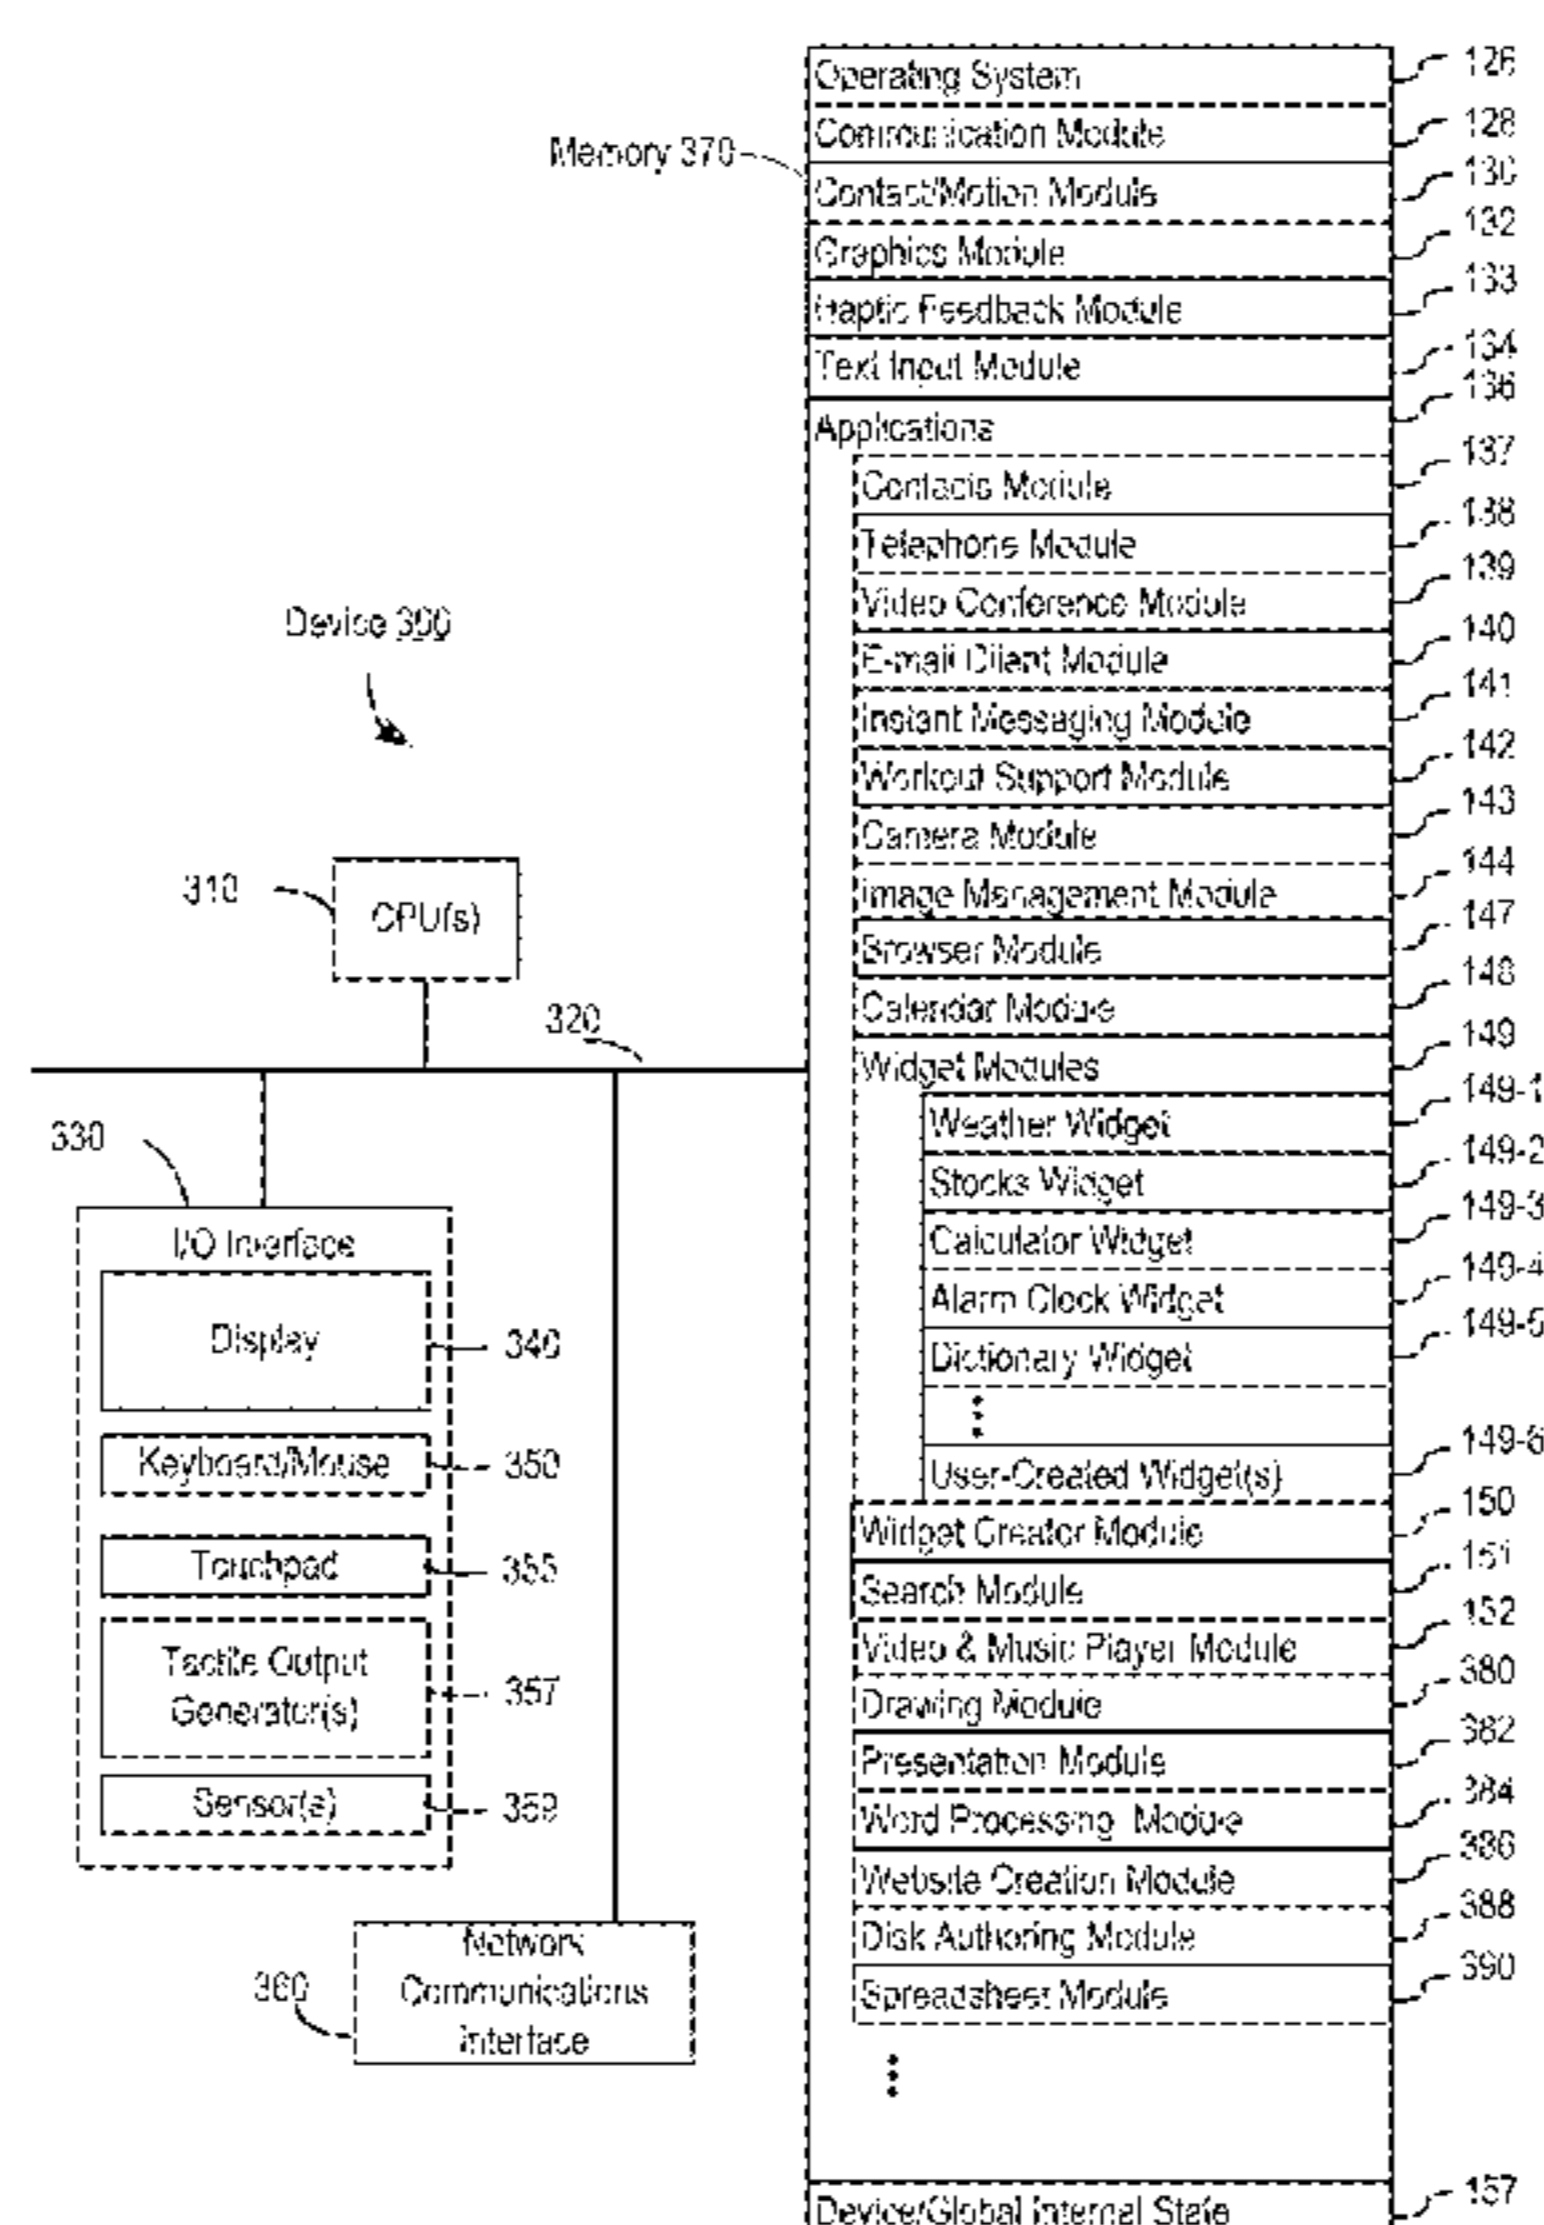 Operating System 126
Communication Module 128
Memory 370
Contact/Motion Module 130
Graphics Module 132
Haptic Feedback Module 133
Text Input Module 134
Applications 136
Contacts Module 137
Telephone Module 138
Video Conference Module 139
Device 300
E-mail Client Module 140
Instant Messaging Module 141
Workout Support Module 142
Camera Module 143
Image Management Module 144
Browser Module 147
Calendar Module 148
Widget Modules 149
Weather Widget 149-1
Stocks Widget 149-2
Calculator Widget 149-3
Alarm Clock Widget 149-4
Dictionary Widget 149-5
User-Created Widget(s) 149-6
Widget Creator Module 150
Search Module 151
Video & Music Player Module 152
Drawing Module 380
Presentation Module 382
Word Processing Module 384
Website Creation Module 386
Disk Authoring Module 388
Spreadsheet Module 390
Device/Global Internal State 157
310
CPU(s)
320
330
I/O Interface
Display 340
Keyboard/Mouse 350
Touchpad 355
Tactile Output
Generator(s) 357
Sensor(s) 359
360
Network
Communications
Interface